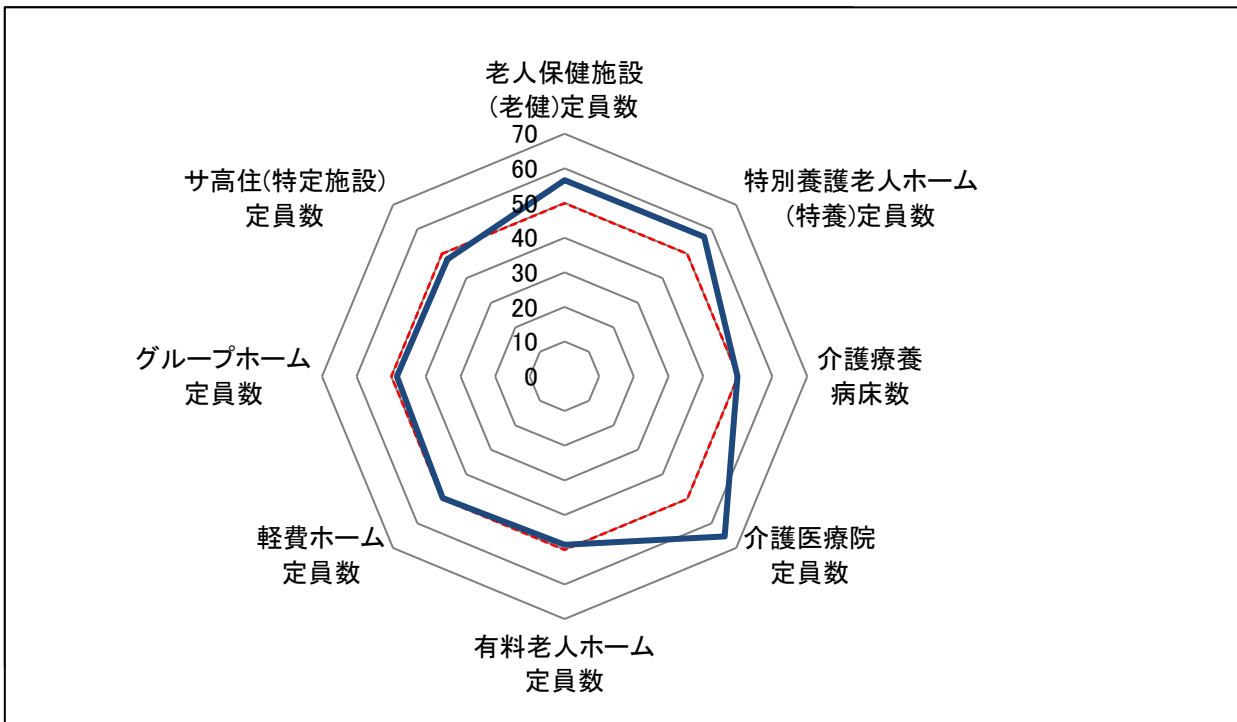 老人保健施設
(老健)定員数
特別養護老人ホーム
(特養)定員数
介護療養
病床数
介護医療院
定員数
有料老人ホーム
定員数
軽費ホーム
定員数
グループホーム
定員数
サ高住(特定施設)
定員数
70
60
50
40
30
20
10
0